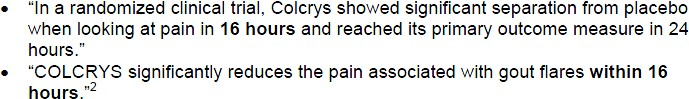 • “In a randomized clinical trial, Colcrys showed significant separation from placebo
when looking at pain in 16 hours and reached its primary outcome measure in 24
hours.”
• “COLCRYS significantly reduces the pain associated with gout flares within 16
hours.”2